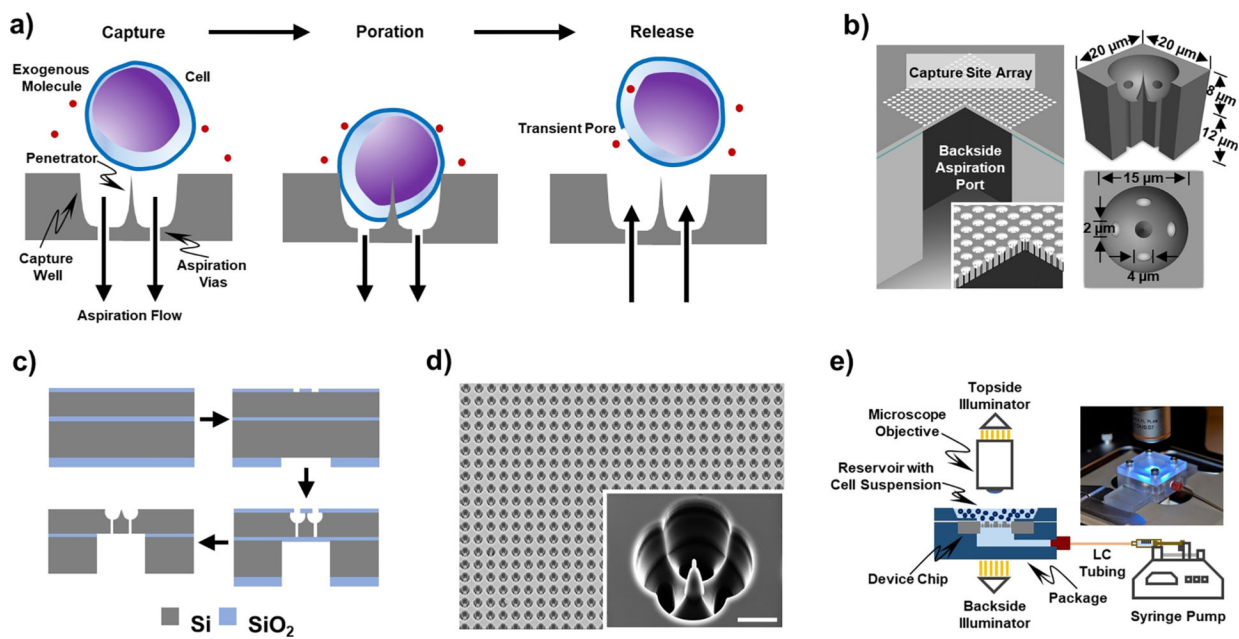 a)
Capture
Poration
Release
Exogenous
Molecule
Cell
Penetrator
Transient Pore
Capture
Well
Aspiration
Vias
Aspiration Flow
b)
Capture Site Array
Backside
Aspiration
Port
20 µm
20 µm
8 µm
12 µm
15 µm
2 µm
4 µm
c)
Si
SiO2
d)
e)
Topside
Illuminator
Microscope
Objective
Reservoir with
Cell Suspension
Device Chip
Backside
Illuminator
Package
LC
Tubing
Syringe Pump